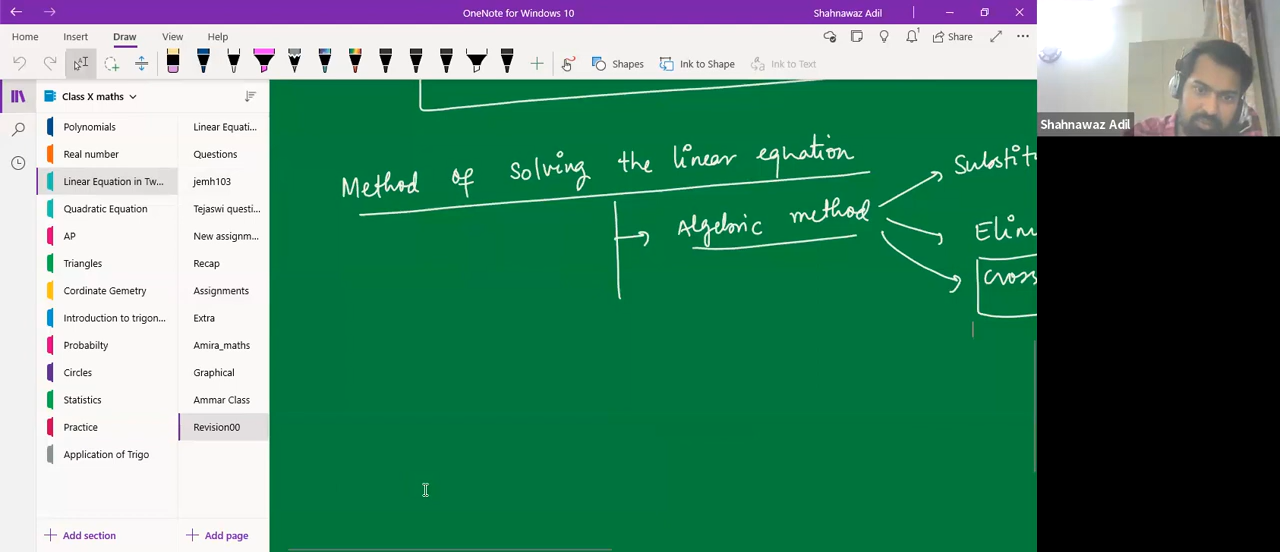 OneNote for Windows 10
Shahnawaz Adil
Home Insert Draw View Help
Share
Shapes
Ink to Shape
Ink to Text
Class X maths
Polynomials
Real number
Linear Equation in Tw...
Quadratic Equation
AP
Triangles
Cordinate Gemetry
Introduction to trigon...
Probabilty
Circles
Statistics
Practice
Application of Trigo
Add section
Linear Equati...
Questions
jemh103
Tejaswi questi...
New assignm...
Recap
Assignments
Extra
Amira_maths
Graphical
Ammar Class
Revision00
Add page
Method of solving the linear equation
Algebric method
Substitu
Elim
Cross
Shahnawaz Adil